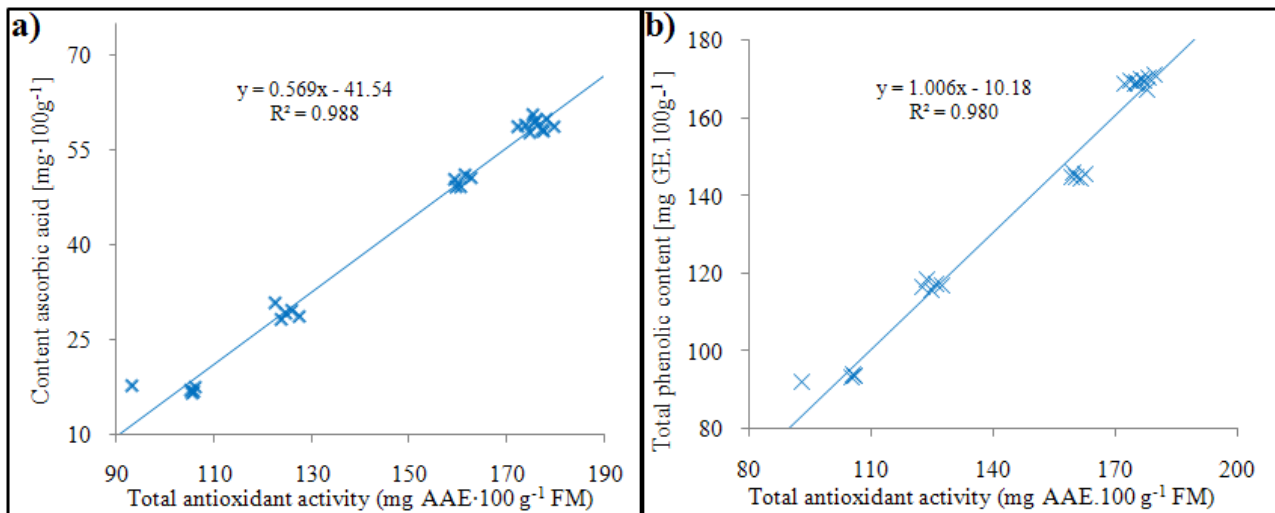 a)
y = 0.569x - 41.54
R² = 0.988
Content ascorbic acid [mg·100g-¹]
70
55
40
25
10
90 110 130 150 170 190
Total antioxidant activity (mg AAE·100 g⁻¹ FM)
b)
y = 1.006x - 10.18
R² = 0.980
Total phenolic content [mg GE.100g-¹]
180
160
140
120
100
80
80 110 140 170 200
Total antioxidant activity (mg AAE.100 g⁻¹ FM)